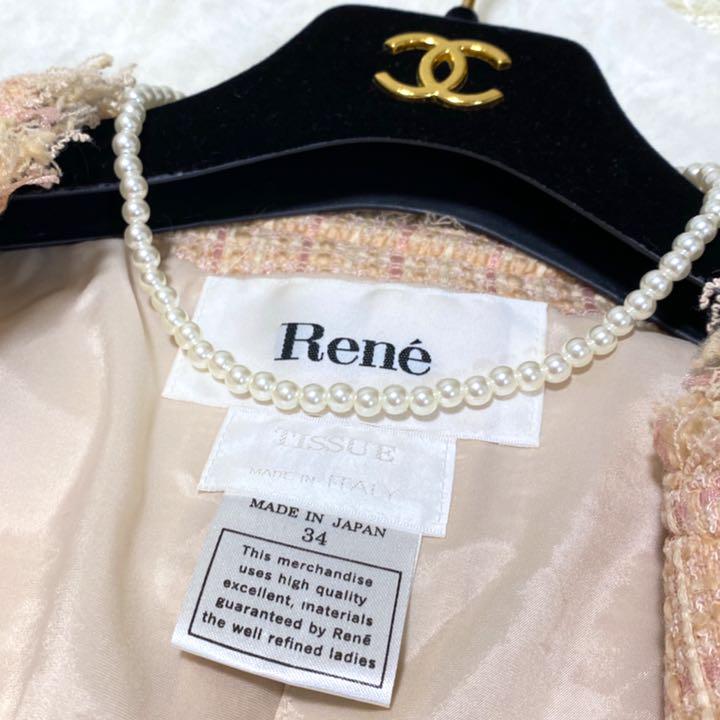 René
TISSUE
MADE IN ITALY
MADE IN JAPAN
34
This merchandise
uses high quality
excellent, materials
guaranteed by René
the well refined ladies